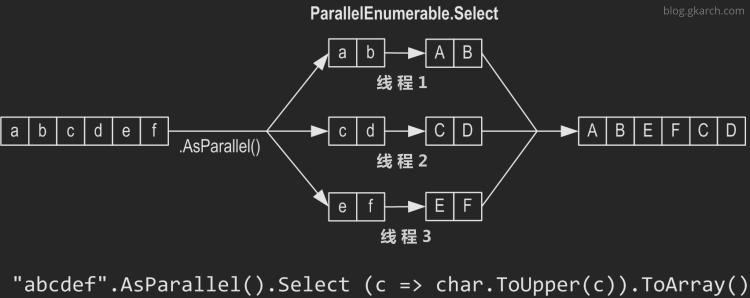 ParallelEnumerable.Select
blog.gkarch.com
a b A B
线程1
a b c d e f
.AsParallel()
c d C D
A B E F C D
线程2
e f E F
线程3
"abcdef".AsParallel().Select (c => char.ToUpper(c)).ToArray()